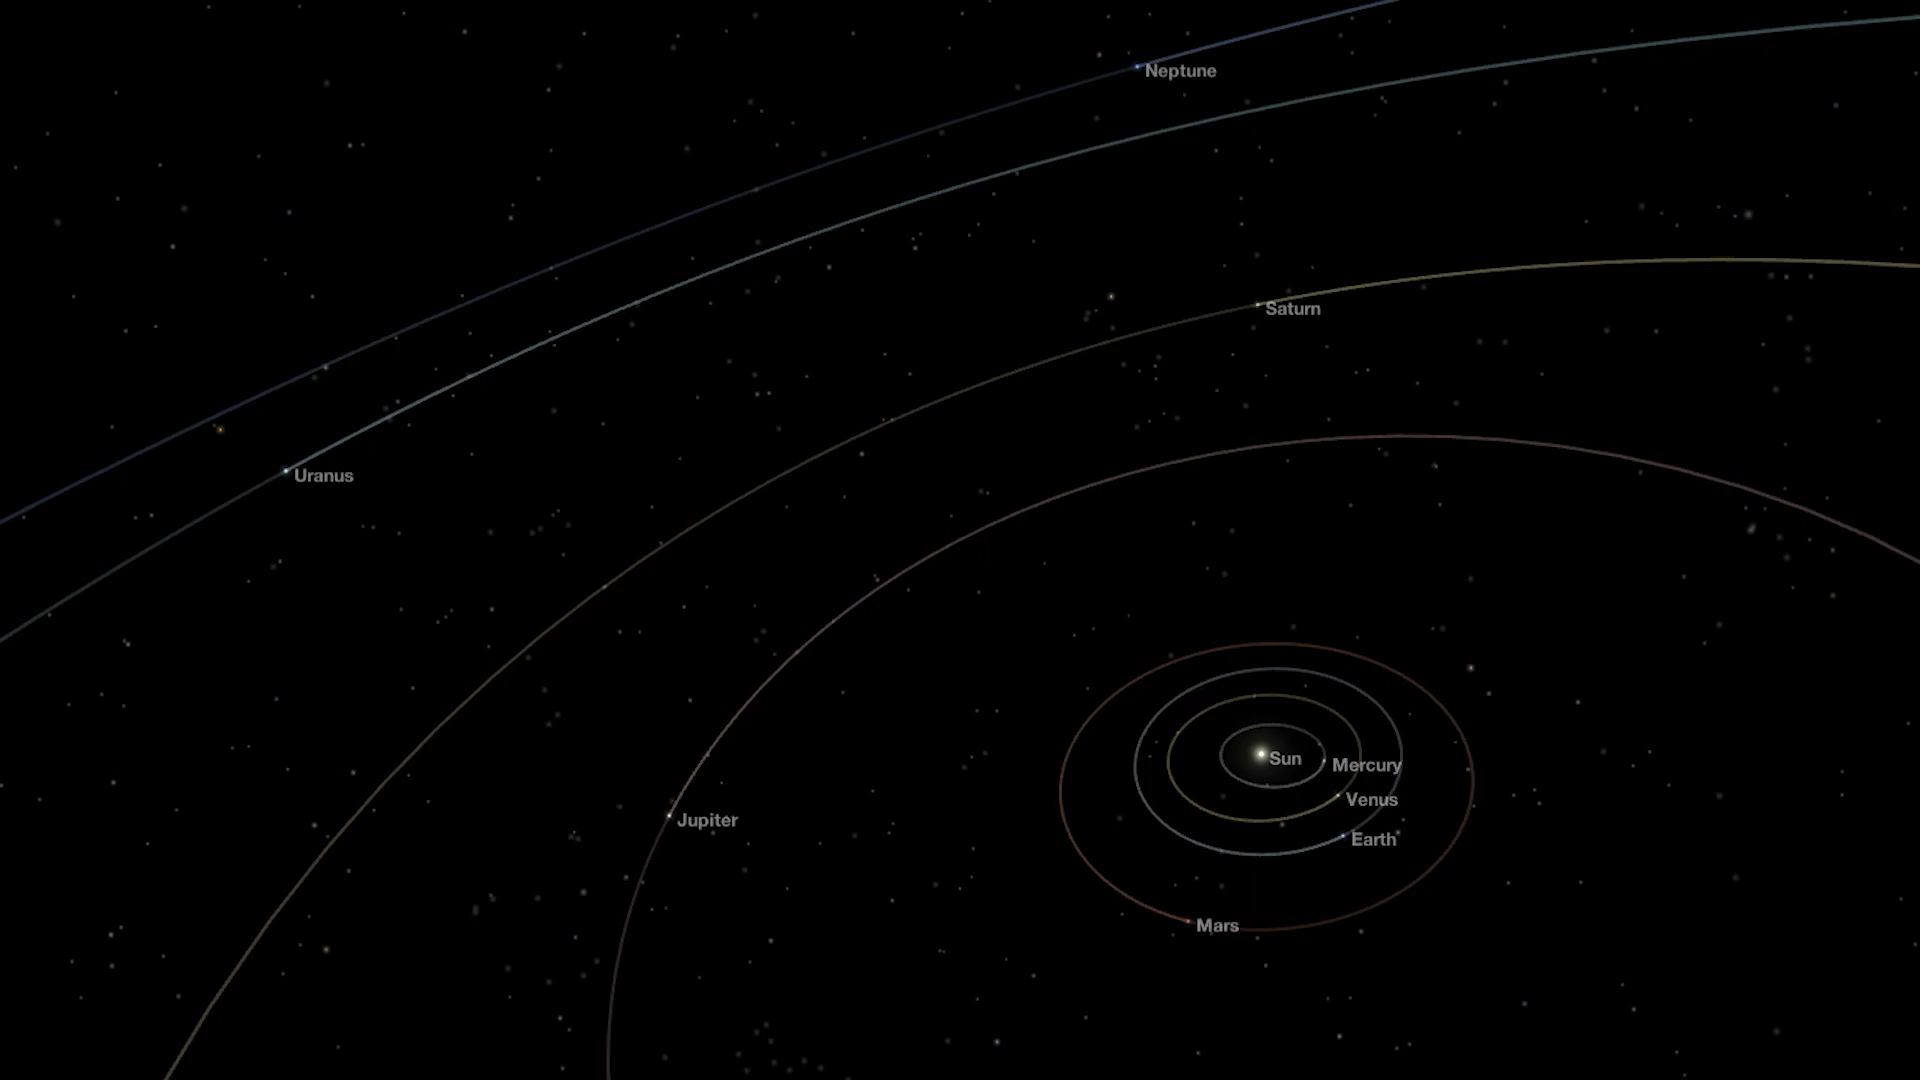 Neptune
Saturn
Uranus
Sun
Mercury
Venus
Jupiter
Earth
Mars